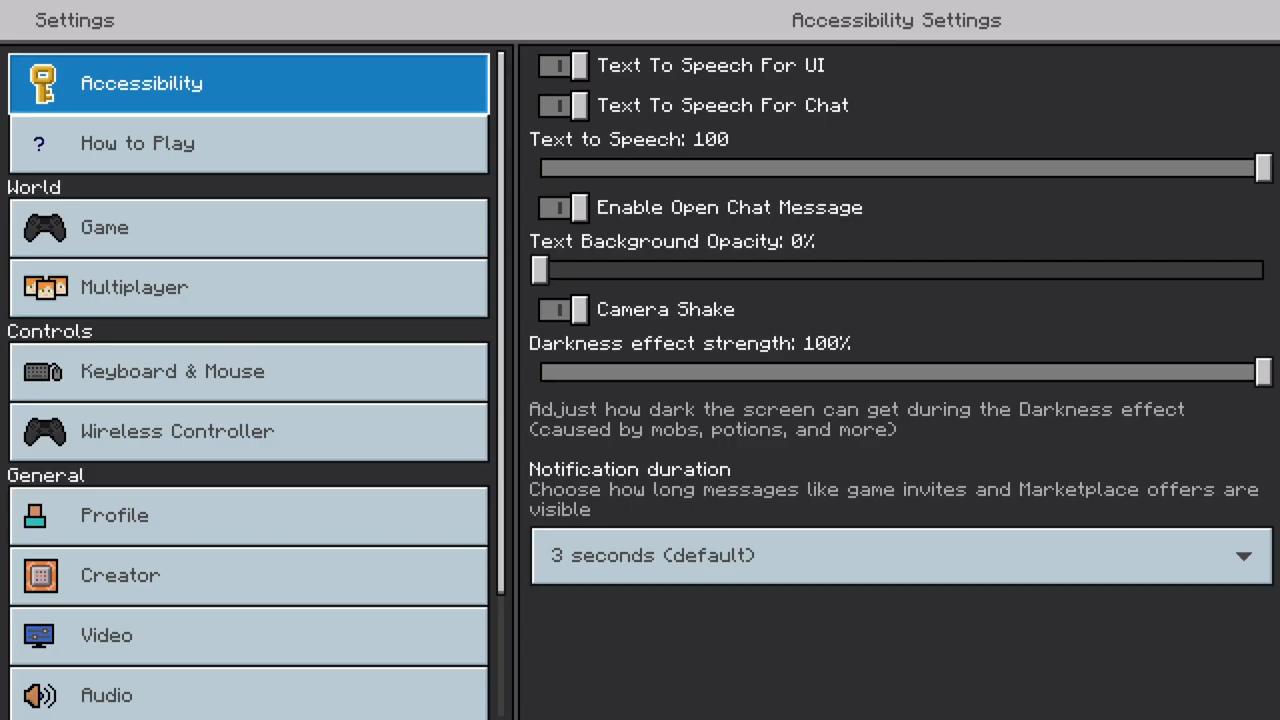 Settings
Accessibility Settings
Accessibility
? How to Play
World
Game
Multiplayer
Controls
Keyboard & Mouse
Wireless Controller
General
Profile
Creator
Video
Audio
Text To Speech For UI
Text To Speech For Chat
Text to Speech: 100
Enable Open Chat Message
Text Background Opacity: 0%
Camera Shake
Darkness effect strength: 100%
Adjust how dark the screen can get during the Darkness effect
(caused by mobs, potions, and more)
Notification duration
Choose how long messages like game invites and Marketplace offers are
visible
3 seconds (default)